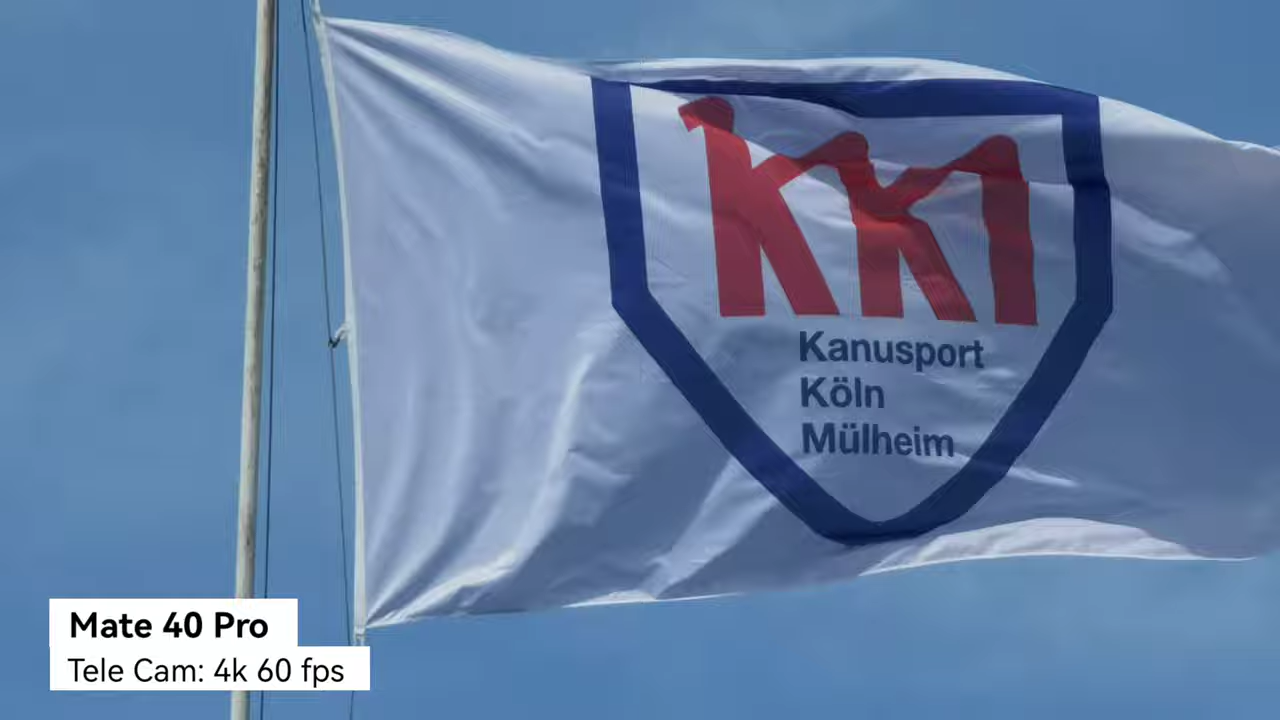 KKM
Kanusport
Köln
Mülheim
Mate 40 Pro
Tele Cam: 4k 60 fps